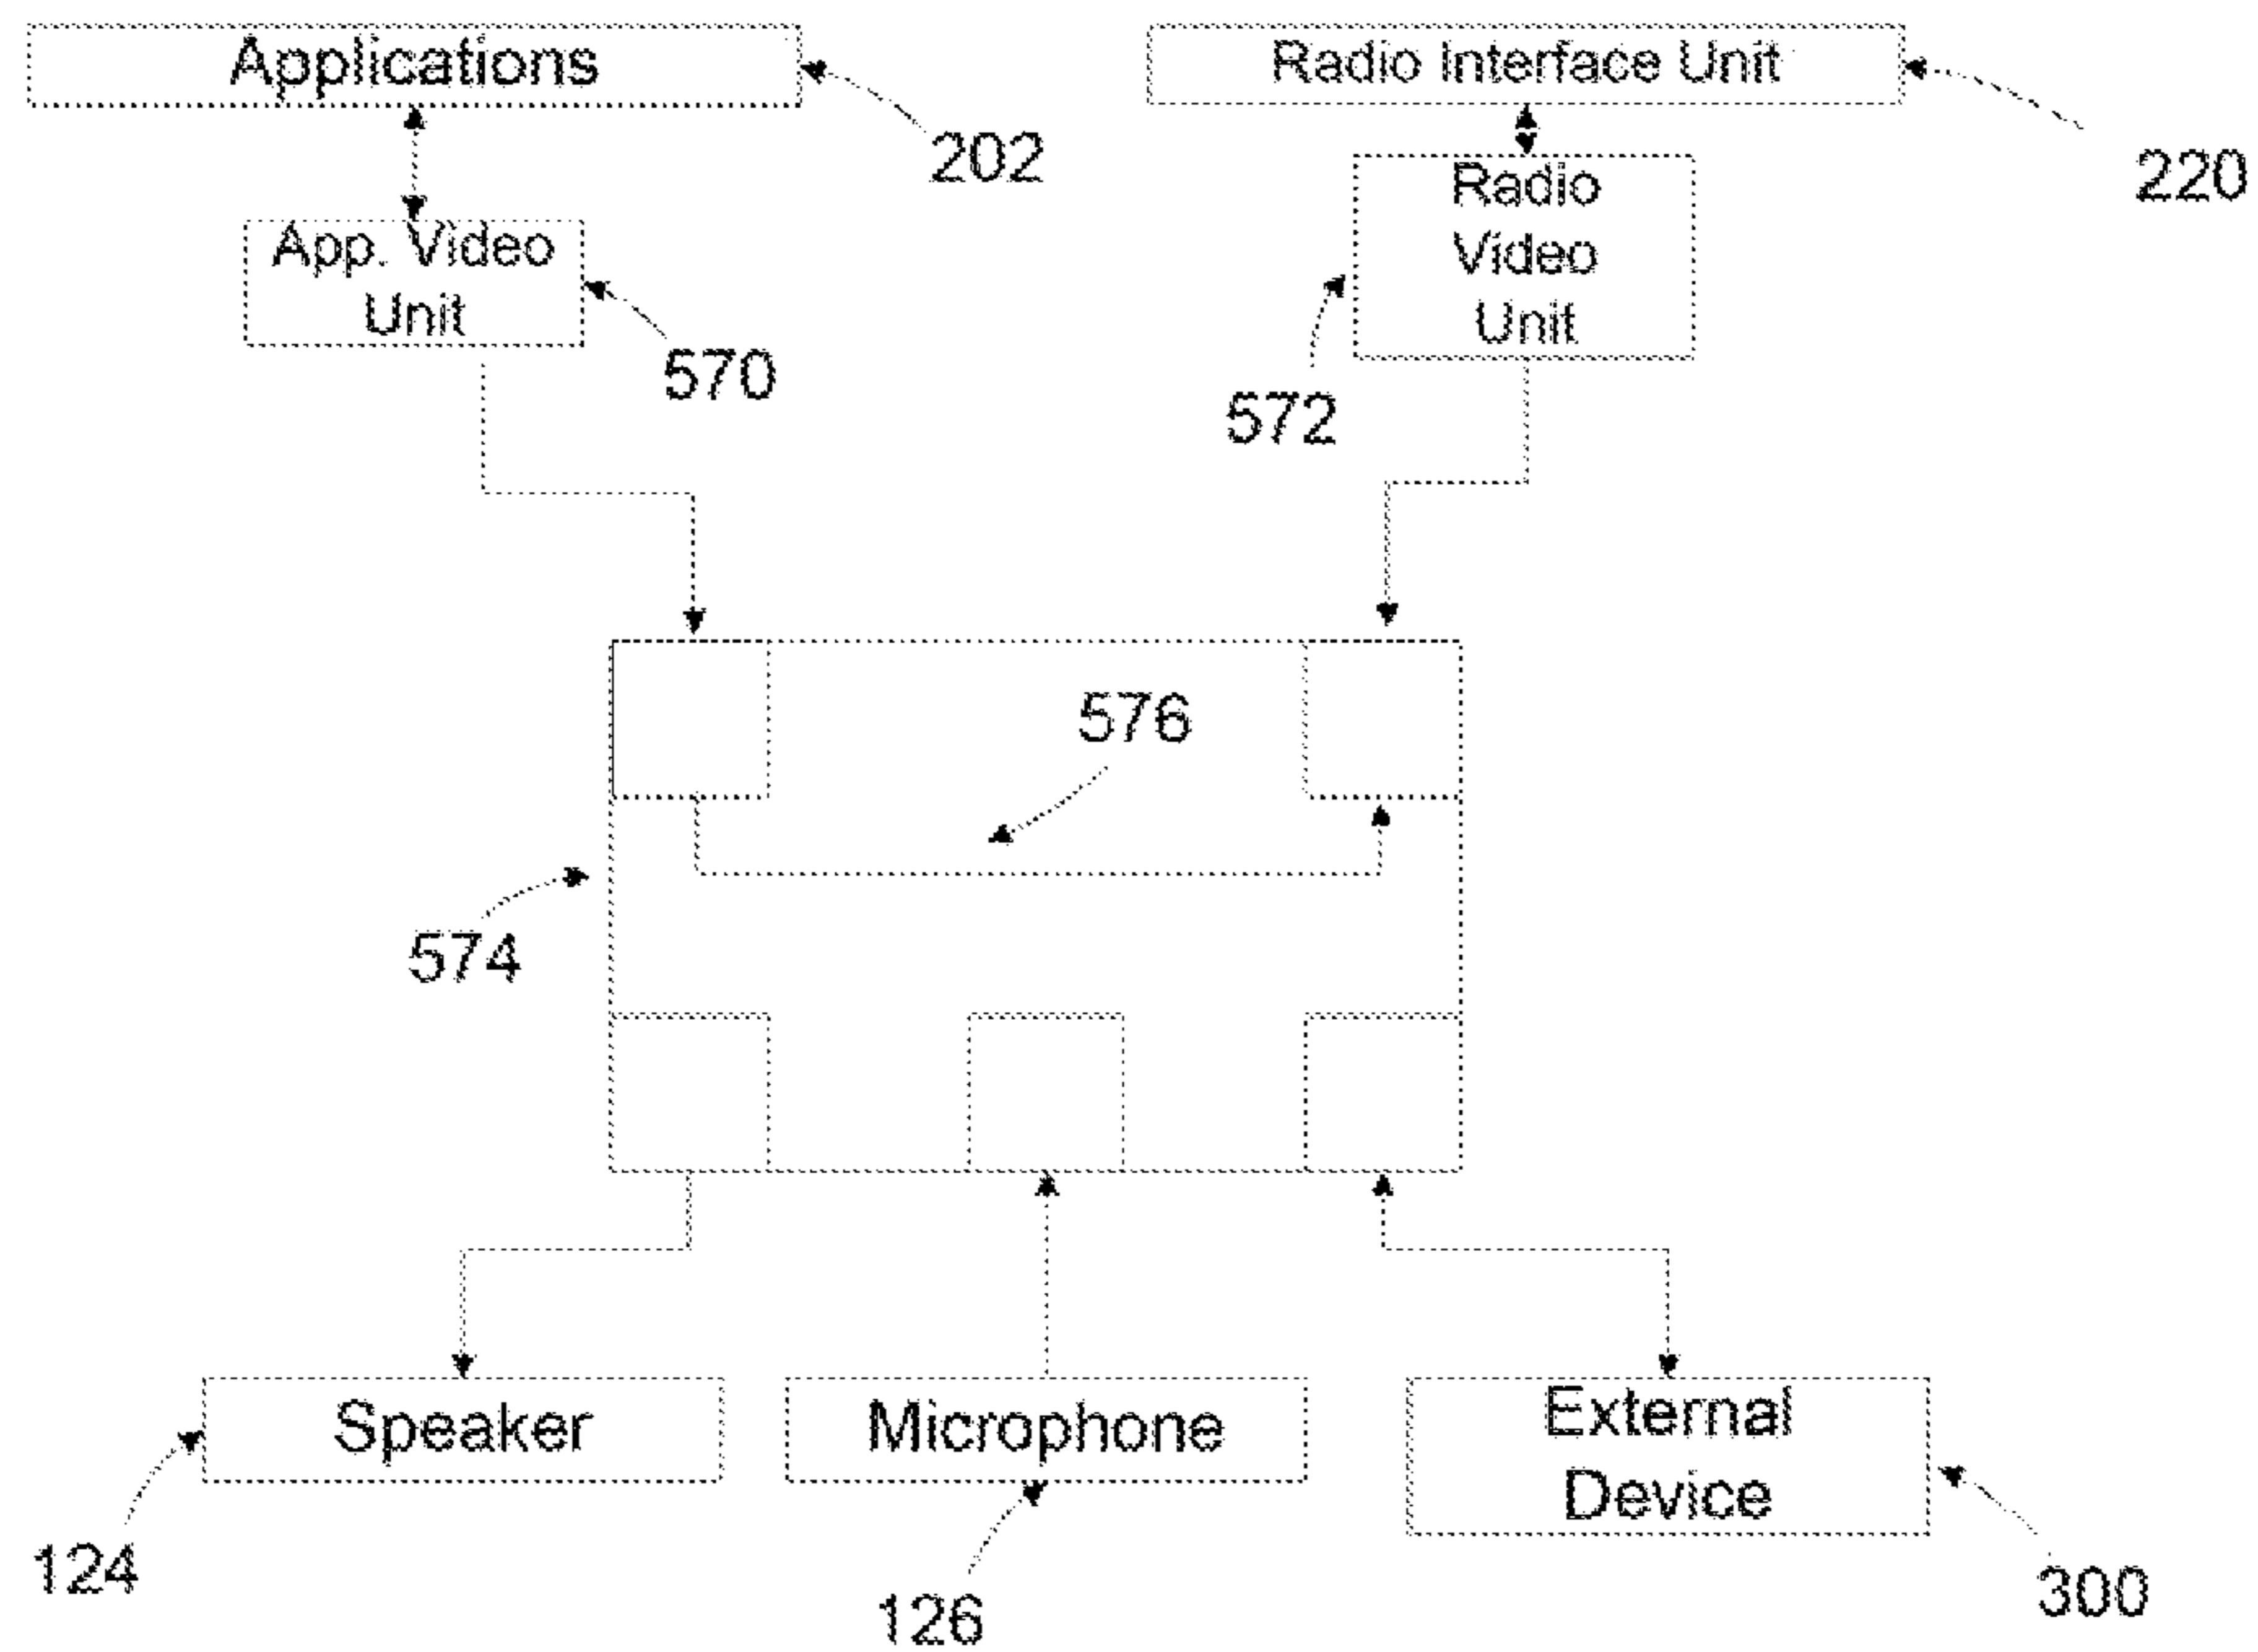 Applications
Radio Interface Unit
202
220
App. Video
Unit
Radio
Video
Unit
570
572
576
574
Speaker
Microphone
External
Device
124
126
300